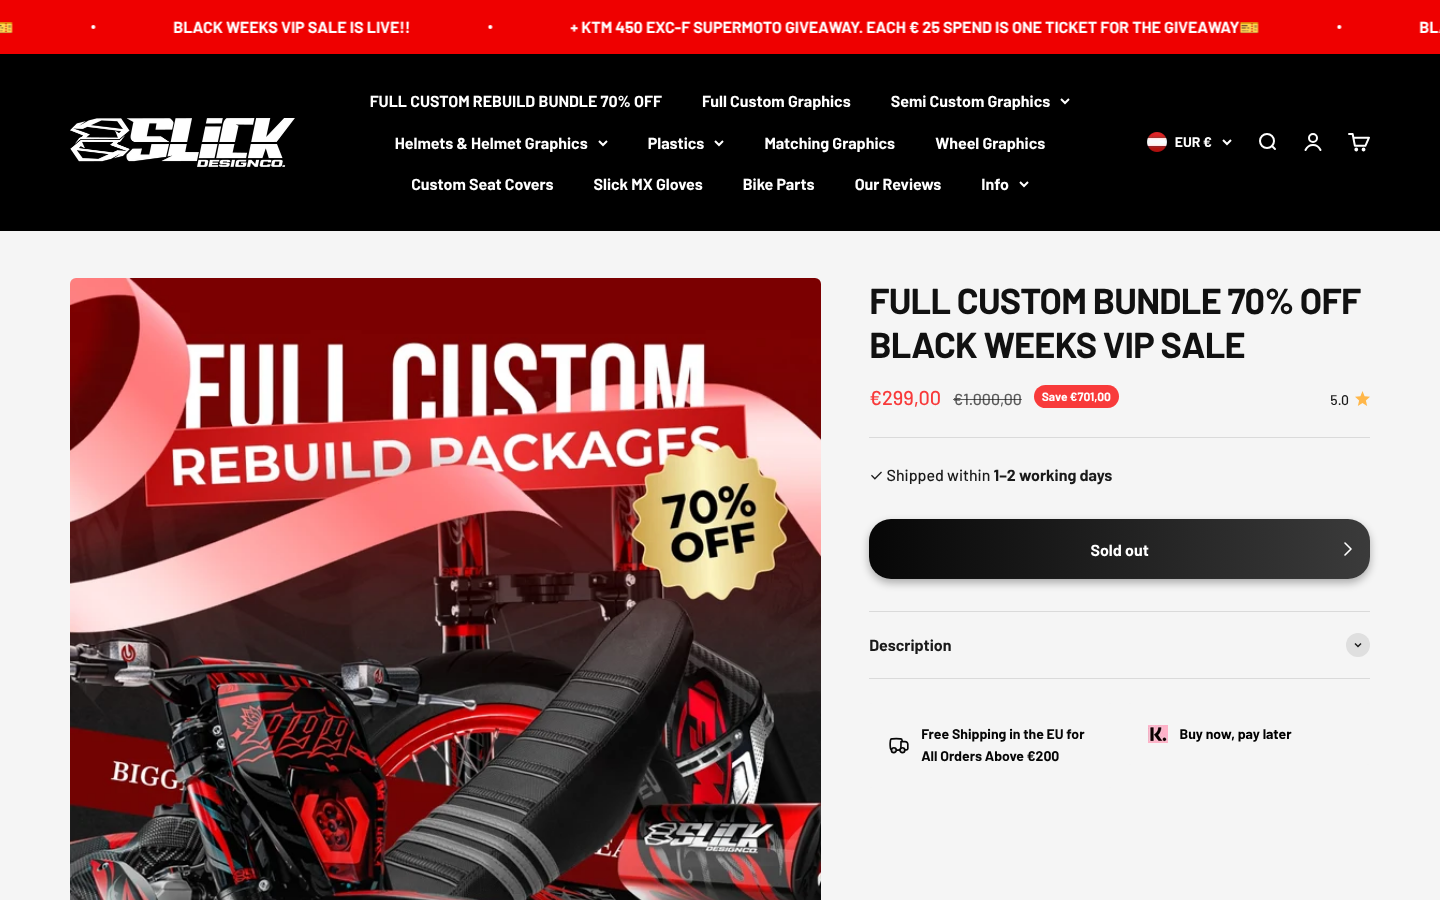 BLACK WEEKS VIP SALE IS LIVE!!
+ KTM 450 EXC-F SUPERMOTO GIVEAWAY. EACH € 25 SPEND IS ONE TICKET FOR THE GIVEAWAY🎫
FULL CUSTOM REBUILD BUNDLE 70% OFF
Full Custom Graphics
Semi Custom Graphics
Helmets & Helmet Graphics
Plastics
Matching Graphics
Wheel Graphics
Custom Seat Covers
Slick MX Gloves
Bike Parts
Our Reviews
Info
SLICK
DESIGNCO.
EUR €
FULL CUSTOM
REBUILD PACKAGES
70%
OFF
SLICK
DESIGNCO.
FULL CUSTOM BUNDLE 70% OFF
BLACK WEEKS VIP SALE
€299,00 €1.000,00 Save €701,00
5.0
✓ Shipped within 1–2 working days
Sold out
Description
Free Shipping in the EU for
All Orders Above €200
K. Buy now, pay later